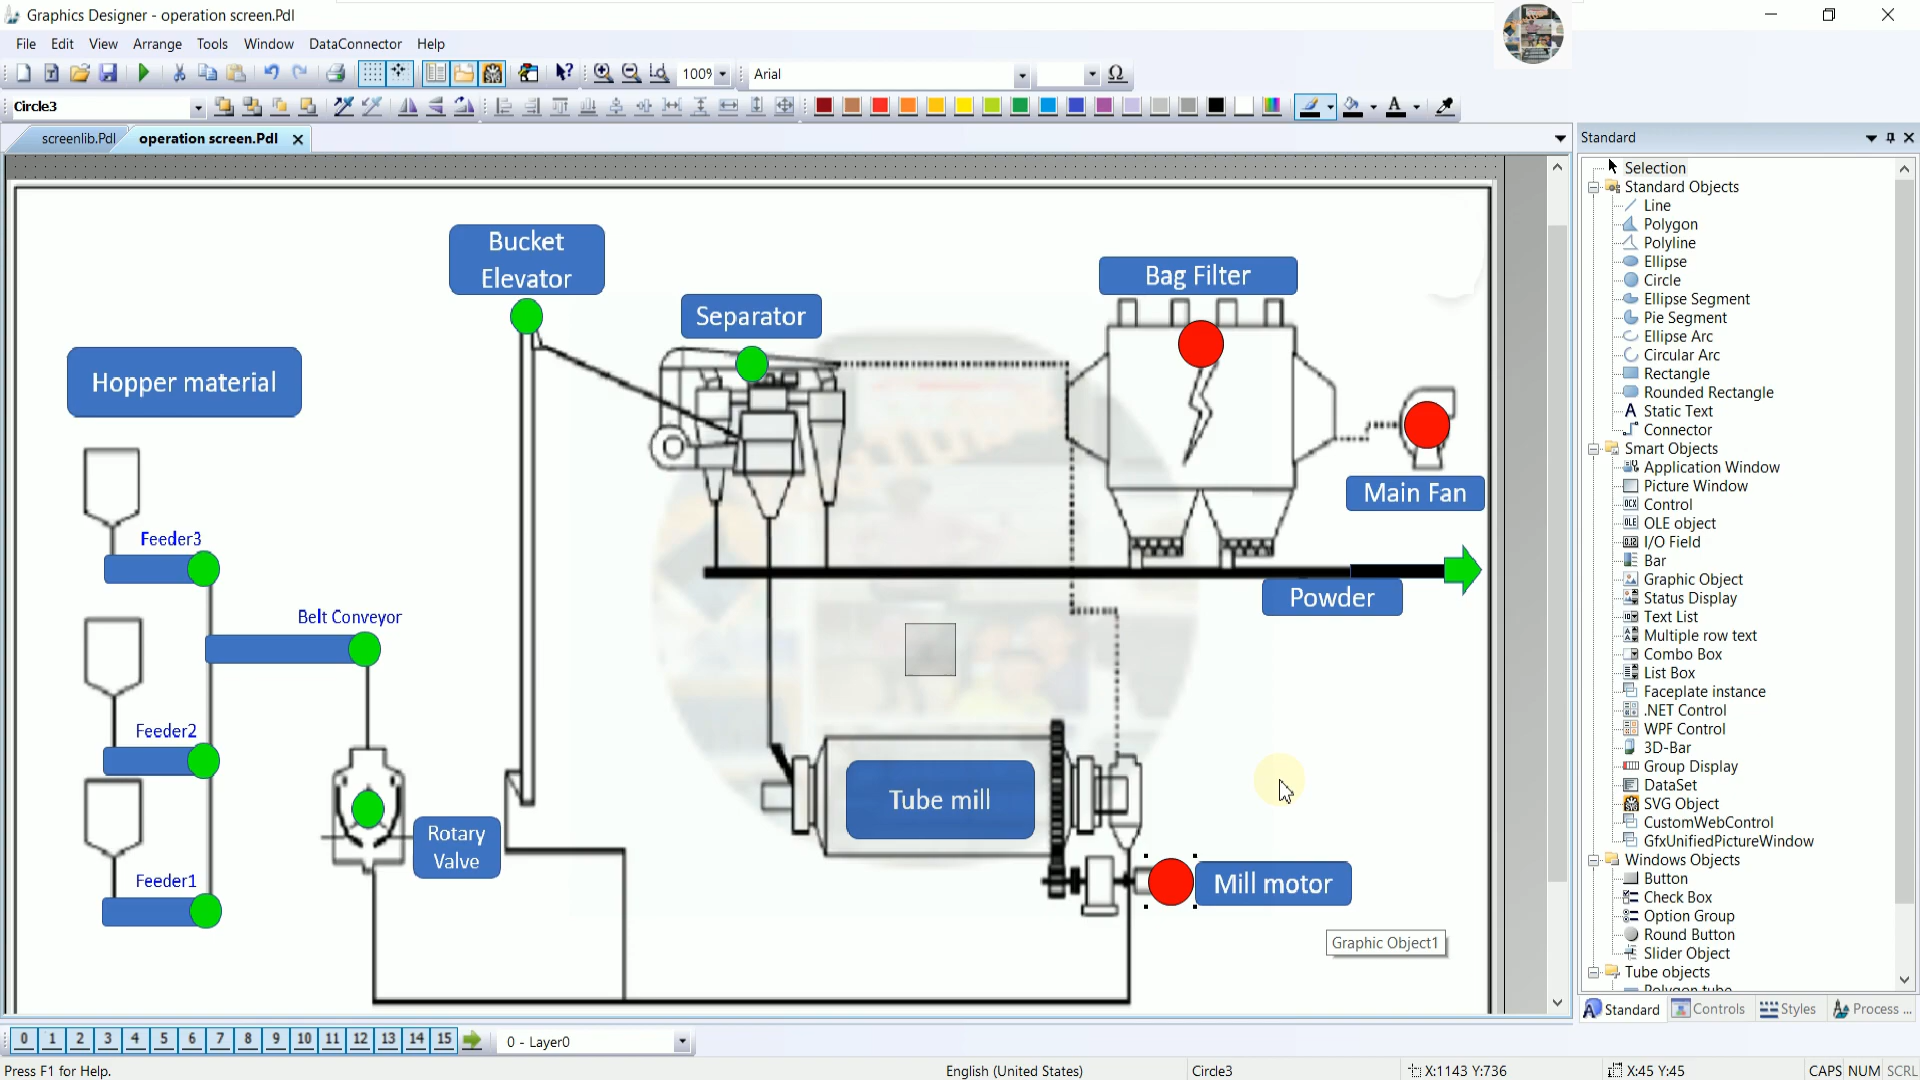 Graphics Designer - operation screen.Pdl
File Edit View Arrange Tools Window DataConnector Help
100% Arial
Circle3
screenlib.Pdl operation screen.Pdl
Standard
Selection
Standard Objects
Line
Polygon
Polyline
Ellipse
Circle
Ellipse Segment
Pie Segment
Ellipse Arc
Circular Arc
Rectangle
Rounded Rectangle
Static Text
Connector
Smart Objects
Application Window
Picture Window
Control
OLE object
I/O Field
Bar
Graphic Object
Status Display
Text List
Multiple row text
Combo Box
List Box
Faceplate instance
.NET Control
WPF Control
3D-Bar
Group Display
DataSet
SVG Object
CustomWebControl
GfxUnifiedPictureWindow
Windows Objects
Button
Check Box
Option Group
Round Button
Slider Object
Tube objects
Polygon tube
Standard Controls Styles Process ...
Bucket
Elevator
Separator
Bag Filter
Hopper material
Main Fan
Feeder3
Powder
Belt Conveyor
Feeder2
Tube mill
Rotary
Valve
Feeder1
Mill motor
Graphic Object1
0 1 2 3 4 5 6 7 8 9 10 11 12 13 14 15 0 - Layer0
Press F1 for Help. English (United States) Circle3 X:1143 Y:736 X:45 Y:45 CAPS NUM SCRL